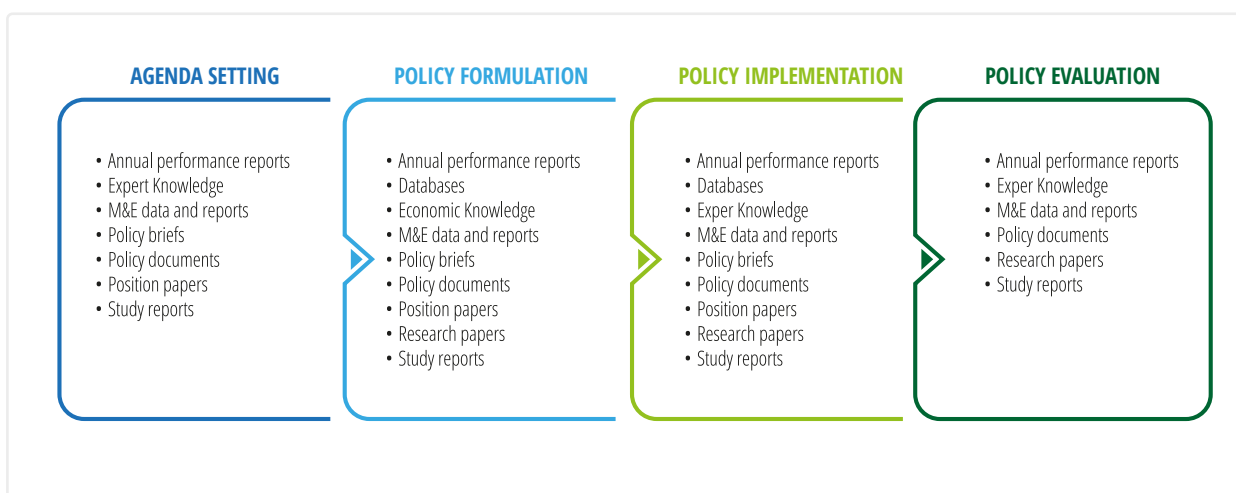 AGENDA SETTING
• Annual performance reports
• Expert Knowledge
• M&E data and reports
• Policy briefs
• Policy documents
• Position papers
• Study reports
POLICY FORMULATION
• Annual performance reports
• Databases
• Economic Knowledge
• M&E data and reports
• Policy briefs
• Policy documents
• Position papers
• Research papers
• Study reports
POLICY IMPLEMENTATION
• Annual performance reports
• Databases
• Exper Knowledge
• M&E data and reports
• Policy briefs
• Policy documents
• Position papers
• Research papers
• Study reports
POLICY EVALUATION
• Annual performance reports
• Exper Knowledge
• M&E data and reports
• Policy documents
• Research papers
• Study reports